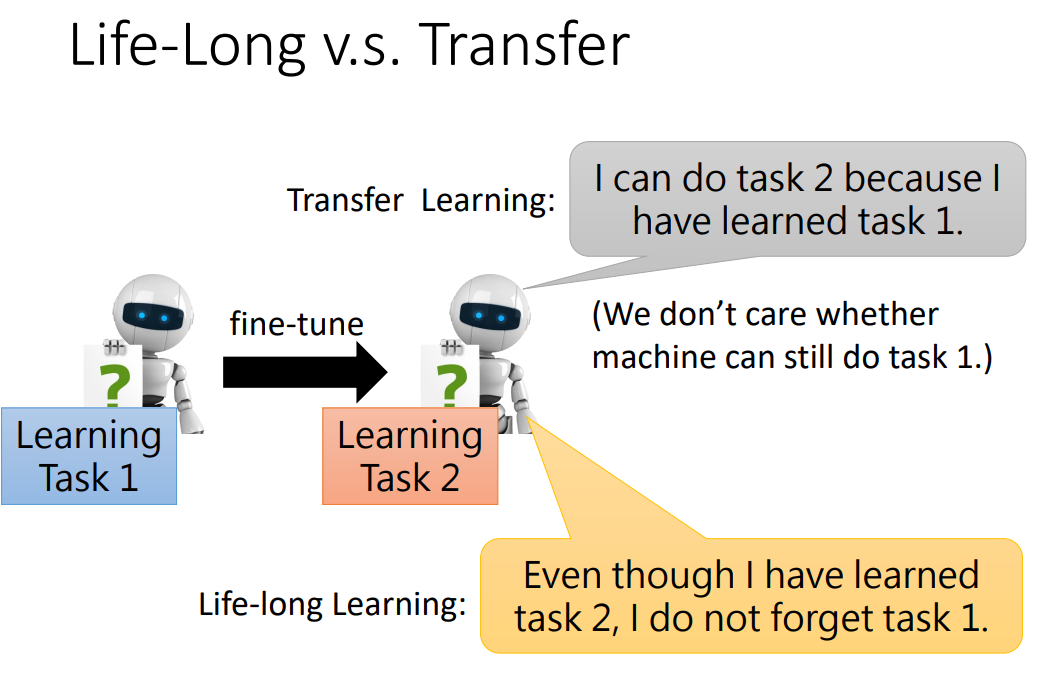 Life-Long v.s. Transfer
Transfer Learning:
I can do task 2 because I
have learned task 1.
fine-tune
(We don’t care whether
machine can still do task 1.)
?
?
Learning
Task 1
Learning
Task 2
Life-long Learning:
Even though I have learned
task 2, I do not forget task 1.